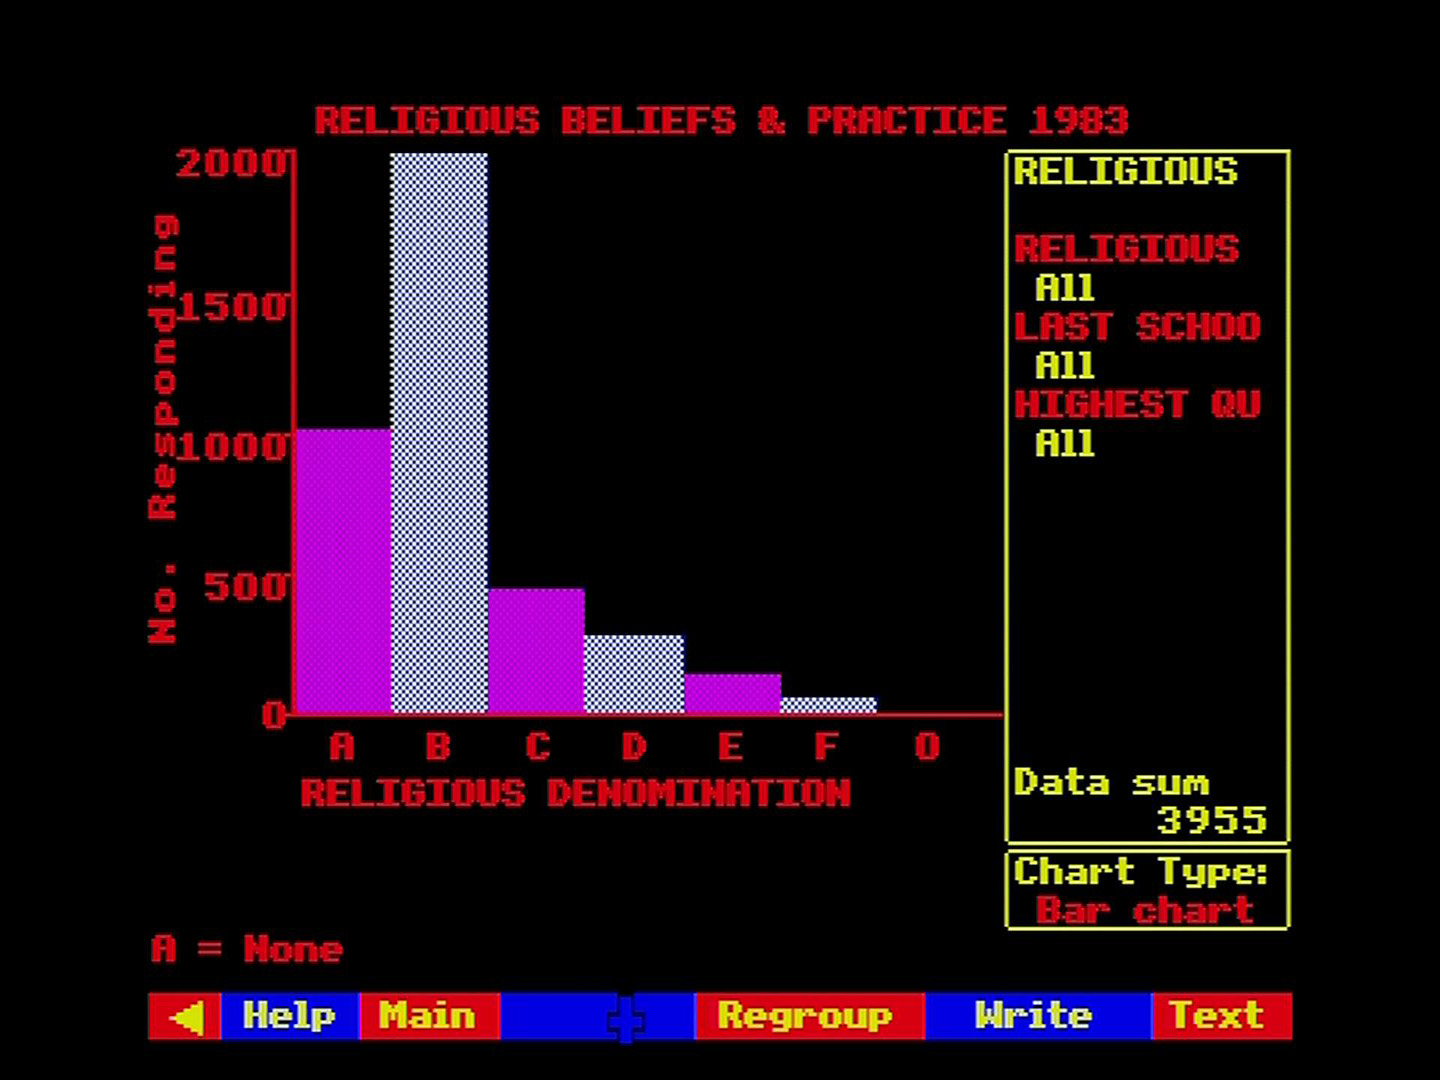 RELIGIOUS BELIEFS & PRACTICE 1983
2000
1500
1000
500
0
No. Responding
A B C D E F O
RELIGIOUS DENOMINATION
RELIGIOUS
RELIGIOUS
All
LAST SCHOO
All
HIGHEST QU
All
Data sum
3955
Chart Type:
Bar chart
A = None
Help Main Regroup Write Text